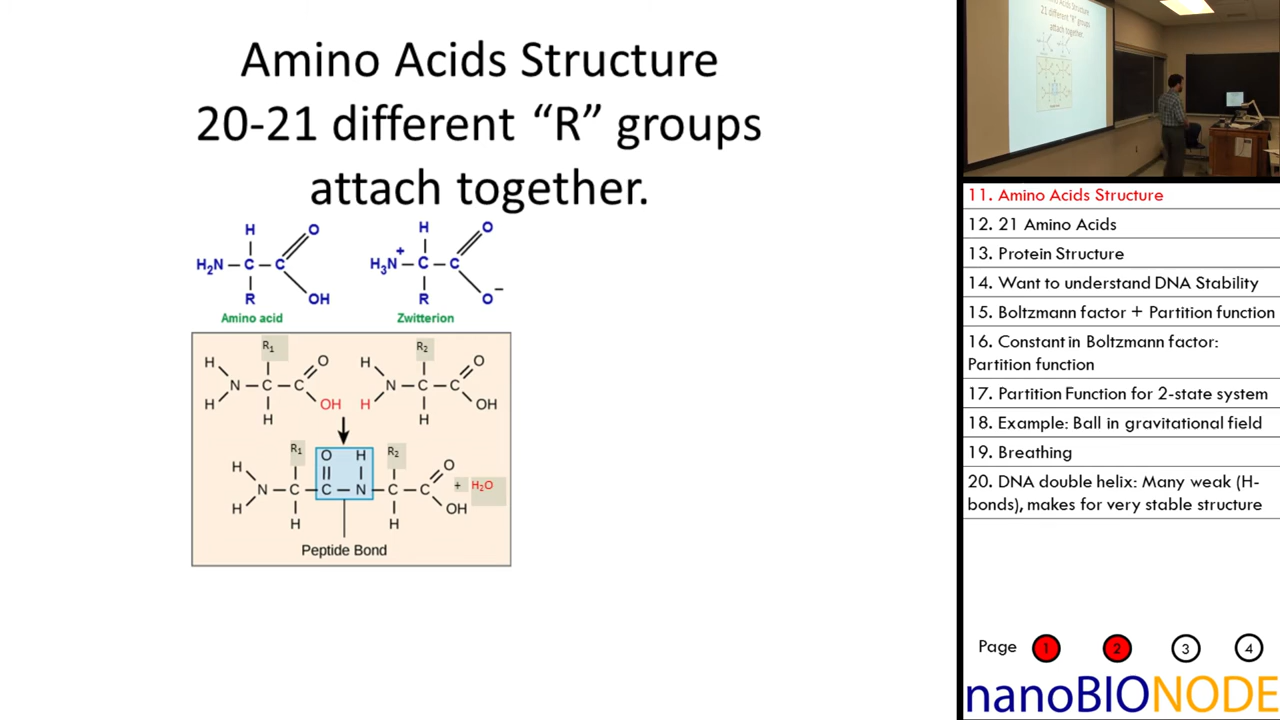 Amino Acids Structure
20-21 different “R” groups
attach together.
H O
H₂N C C
R OH
Amino acid
H O
+
H₃N C C
R O −
Zwitterion
R₁ R₂
H O H O
N C C N C C
H OH H OH
H H
R₁ O H R₂
H O
N C C N C C + H₂O
H OH
H H
Peptide Bond
11. Amino Acids Structure
12. 21 Amino Acids
13. Protein Structure
14. Want to understand DNA Stability
15. Boltzmann factor + Partition function
16. Constant in Boltzmann factor:
Partition function
17. Partition Function for 2-state system
18. Example: Ball in gravitational field
19. Breathing
20. DNA double helix: Many weak (H-
bonds), makes for very stable structure
Page 1 2 3 4
nanoBIONODE